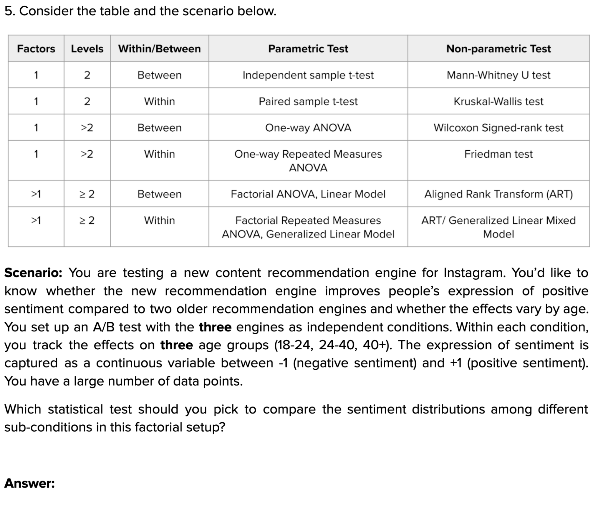 5. Consider the table and the scenario below.
Factors Levels Within/Between Parametric Test Non-parametric Test
1 2 Between Independent sample t-test Mann-Whitney U test
1 2 Within Paired sample t-test Kruskal-Wallis test
1 >2 Between One-way ANOVA Wilcoxon Signed-rank test
1 >2 Within One-way Repeated Measures Friedman test
ANOVA
>1 ≥ 2 Between Factorial ANOVA, Linear Model Aligned Rank Transform (ART)
>1 ≥ 2 Within Factorial Repeated Measures ART/ Generalized Linear Mixed
ANOVA, Generalized Linear Model Model
Scenario: You are testing a new content recommendation engine for Instagram. You'd like to
know whether the new recommendation engine improves people's expression of positive
sentiment compared to two older recommendation engines and whether the effects vary by age.
You set up an A/B test with the three engines as independent conditions. Within each condition,
you track the effects on three age groups (18-24, 24-40, 40+). The expression of sentiment is
captured as a continuous variable between -1 (negative sentiment) and +1 (positive sentiment).
You have a large number of data points.
Which statistical test should you pick to compare the sentiment distributions among different
sub-conditions in this factorial setup?
Answer: